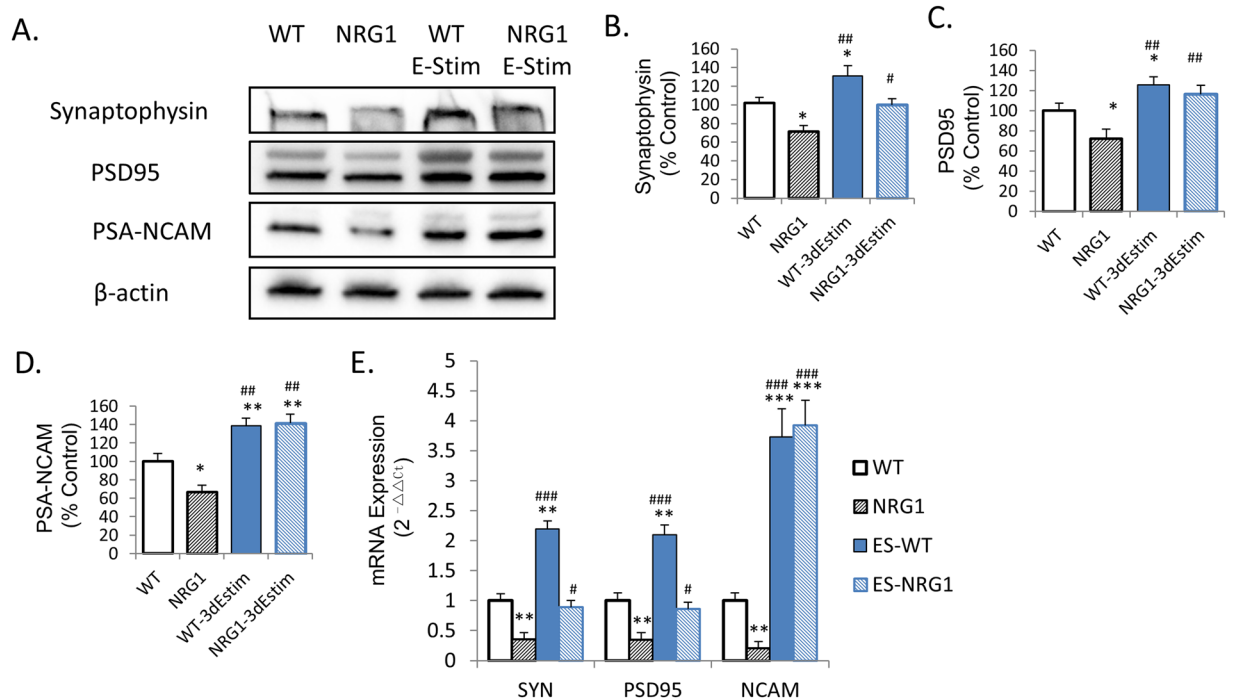 A.
WT NRG1 WT NRG1
E-Stim E-Stim
Synaptophysin
PSD95
PSA-NCAM
β-actin
B.
Synaptophysin
(% Control)
160
140
120
100
80
60
40
20
0
*
##
*
#
WT
NRG1
WT-3dEstim
NRG1-3dEstim
C.
PSD95
(% Control)
160
140
120
100
80
60
40
20
0
*
##
*
##
WT
NRG1
WT-3dEstim
NRG1-3dEstim
D.
PSA-NCAM
(% Control)
160
140
120
100
80
60
40
20
0
*
##
**
##
**
WT
NRG1
WT-3dEstim
NRG1-3dEstim
E.
mRNA Expression
(2 -△△Ct)
5
4.5
4
3.5
3
2.5
2
1.5
1
0.5
0
**
###
**
#
**
###
**
#
**
###
***
###
***
SYN PSD95 NCAM
WT
NRG1
ES-WT
ES-NRG1